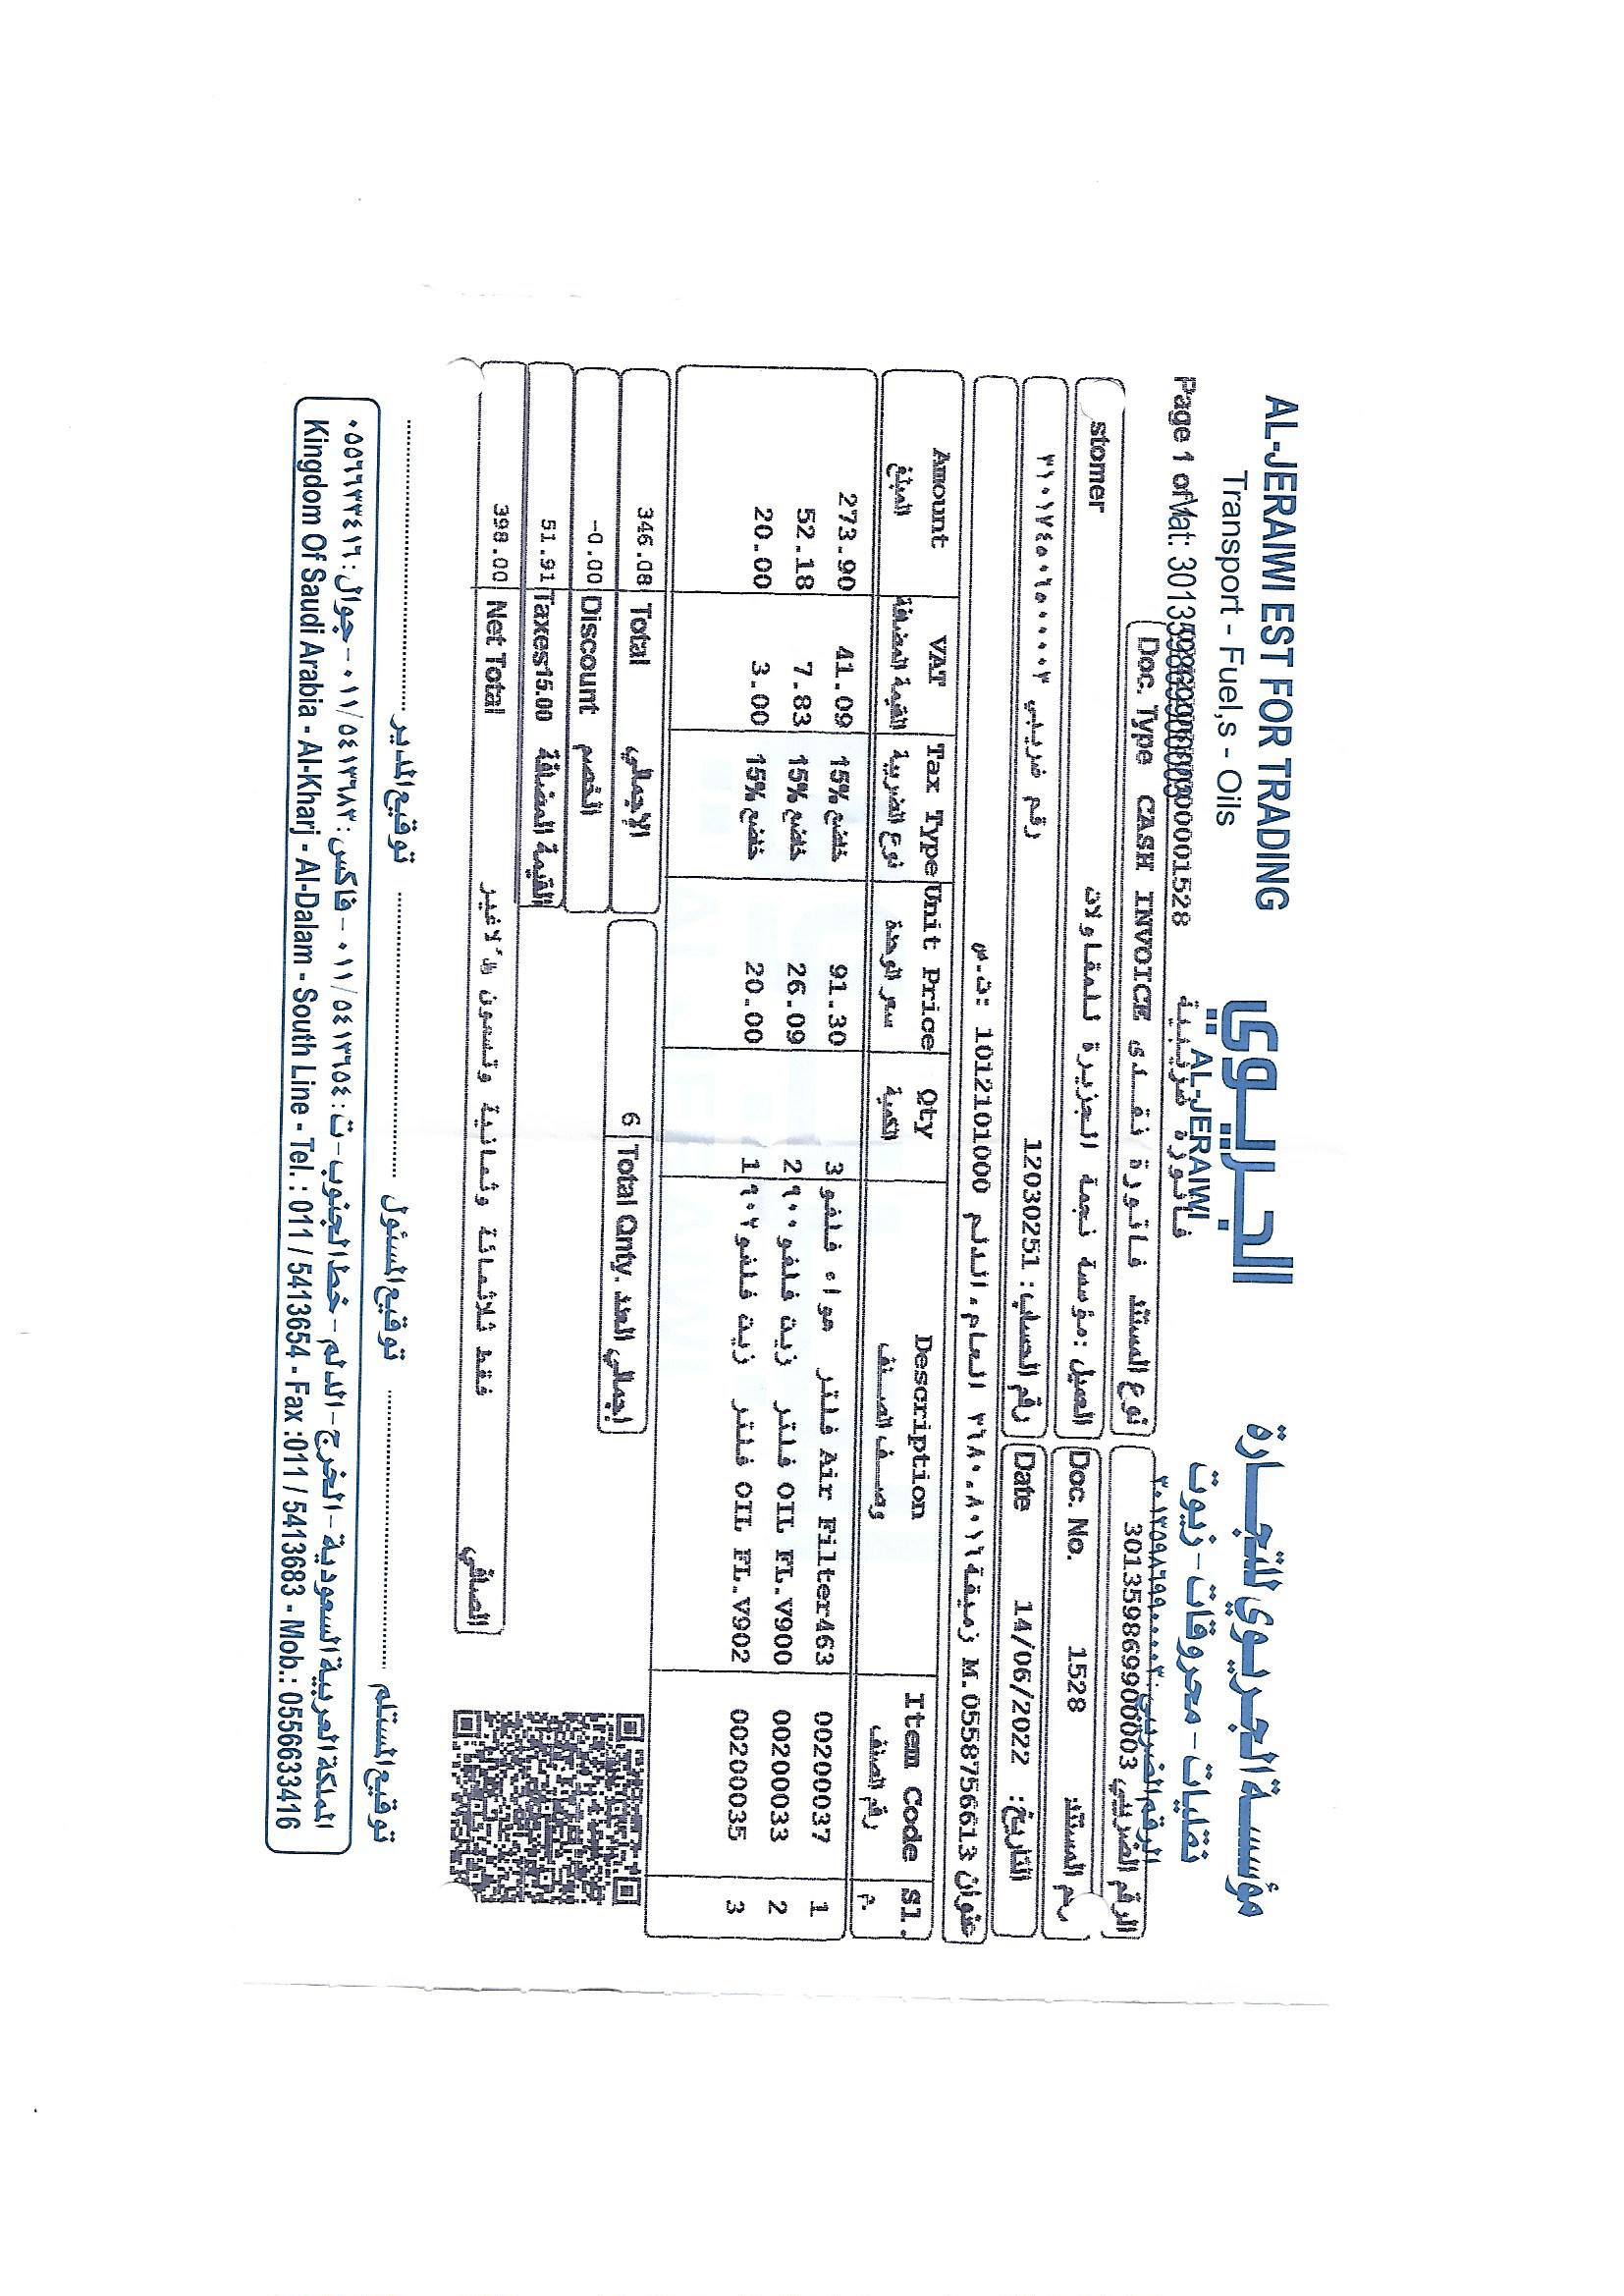 AL-JERAIWI EST FOR TRADING
Transport - Fuel,s - Oils
الجريوي
AL-JERAIWI
مؤسسة الجريوي للتجارة
نقليات - محروقات - زيوت
الرقم الضريبي: ٣٠١٣٥٩٨٦٩٩٠٠٠٠٣
Page 1 of
Vat: 301359869900003
0001528
فاتورة ضريبية
301359869900003 الرقم الضريبي
Doc. Type CASH INVOICE نوع المستند فاتورة نقدى
stomer العميل: مؤسسة نجمة الجزيرة للمقاولات
Doc. No. 1528 رقم المستند
رقم ضريبي ٣١٠١٧٤٥٠٦٥٠٠٠٠٣
رقم الحساب: 12030251
Date 14/06/2022 التاريخ:
عنوان M.0558756613 العام، الدلم 1012101000 :ت.س
Amount VAT Tax Type Unit Price Qty Description Item Code Sl.
المبلغ القيمة المضافة نوع الضريبة سعر الوحدة الكمية وصف الصنف رقم الصنف م.
273.90 41.09 خاضع 15% 91.30 3 فلتر هواء فلفو Air Filter463 00200037 1
52.18 7.83 خاضع 15% 26.09 2 فلتر زيت فلفو ٩٠٠ OIL FL.V900 00200033 2
20.00 3.00 خاضع 15% 20.00 1 فلتر زيت فلفو ٩٠٢ OIL FL.V902 00200035 3
346.08 Total الإجمالي
6 Total Qnty. إجمالي العدد
-0.00 Discount الخصم
51.91 Taxes 15.00 القيمة المضافة
398.00 Net Total فقط ثلاثمائة وثمانية وتسعون لاغير الصافي
توقيع المدير توقيع المسئول توقيع المستلم
المملكة العربية السعودية - الخرج - الدلم - خط الجنوب - ت: ٠١١/٥٤١٣٦٥٤ - فاكس: ٠١١/٥٤١٣٦٨٣ - جوال: ٠٥٥٦٦٣٣٤١٦
Kingdom Of Saudi Arabia - Al-Kharj - Al-Dalam - South Line - Tel.: 011 / 5413654 - Fax :011 / 5413683 - Mob.: 0556633416